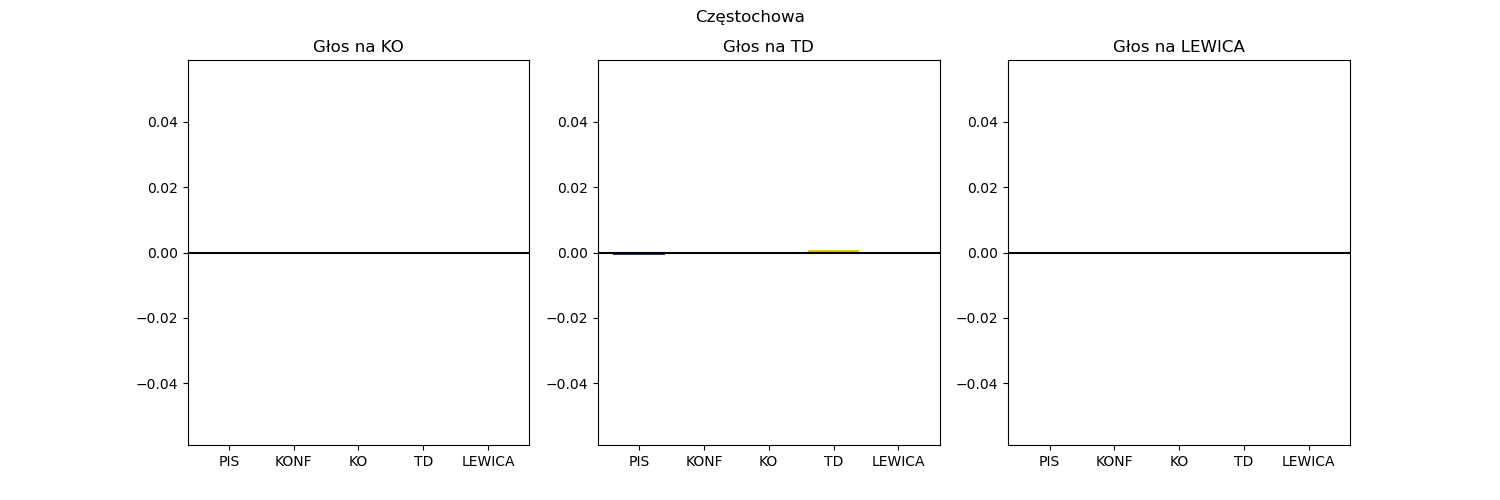 Częstochowa
Głos na KO
0.04
0.02
0.00
−0.02
−0.04
PIS KONF KO TD LEWICA
Głos na TD
0.04
0.02
0.00
−0.02
−0.04
PIS KONF KO TD LEWICA
Głos na LEWICA
0.04
0.02
0.00
−0.02
−0.04
PIS KONF KO TD LEWICA